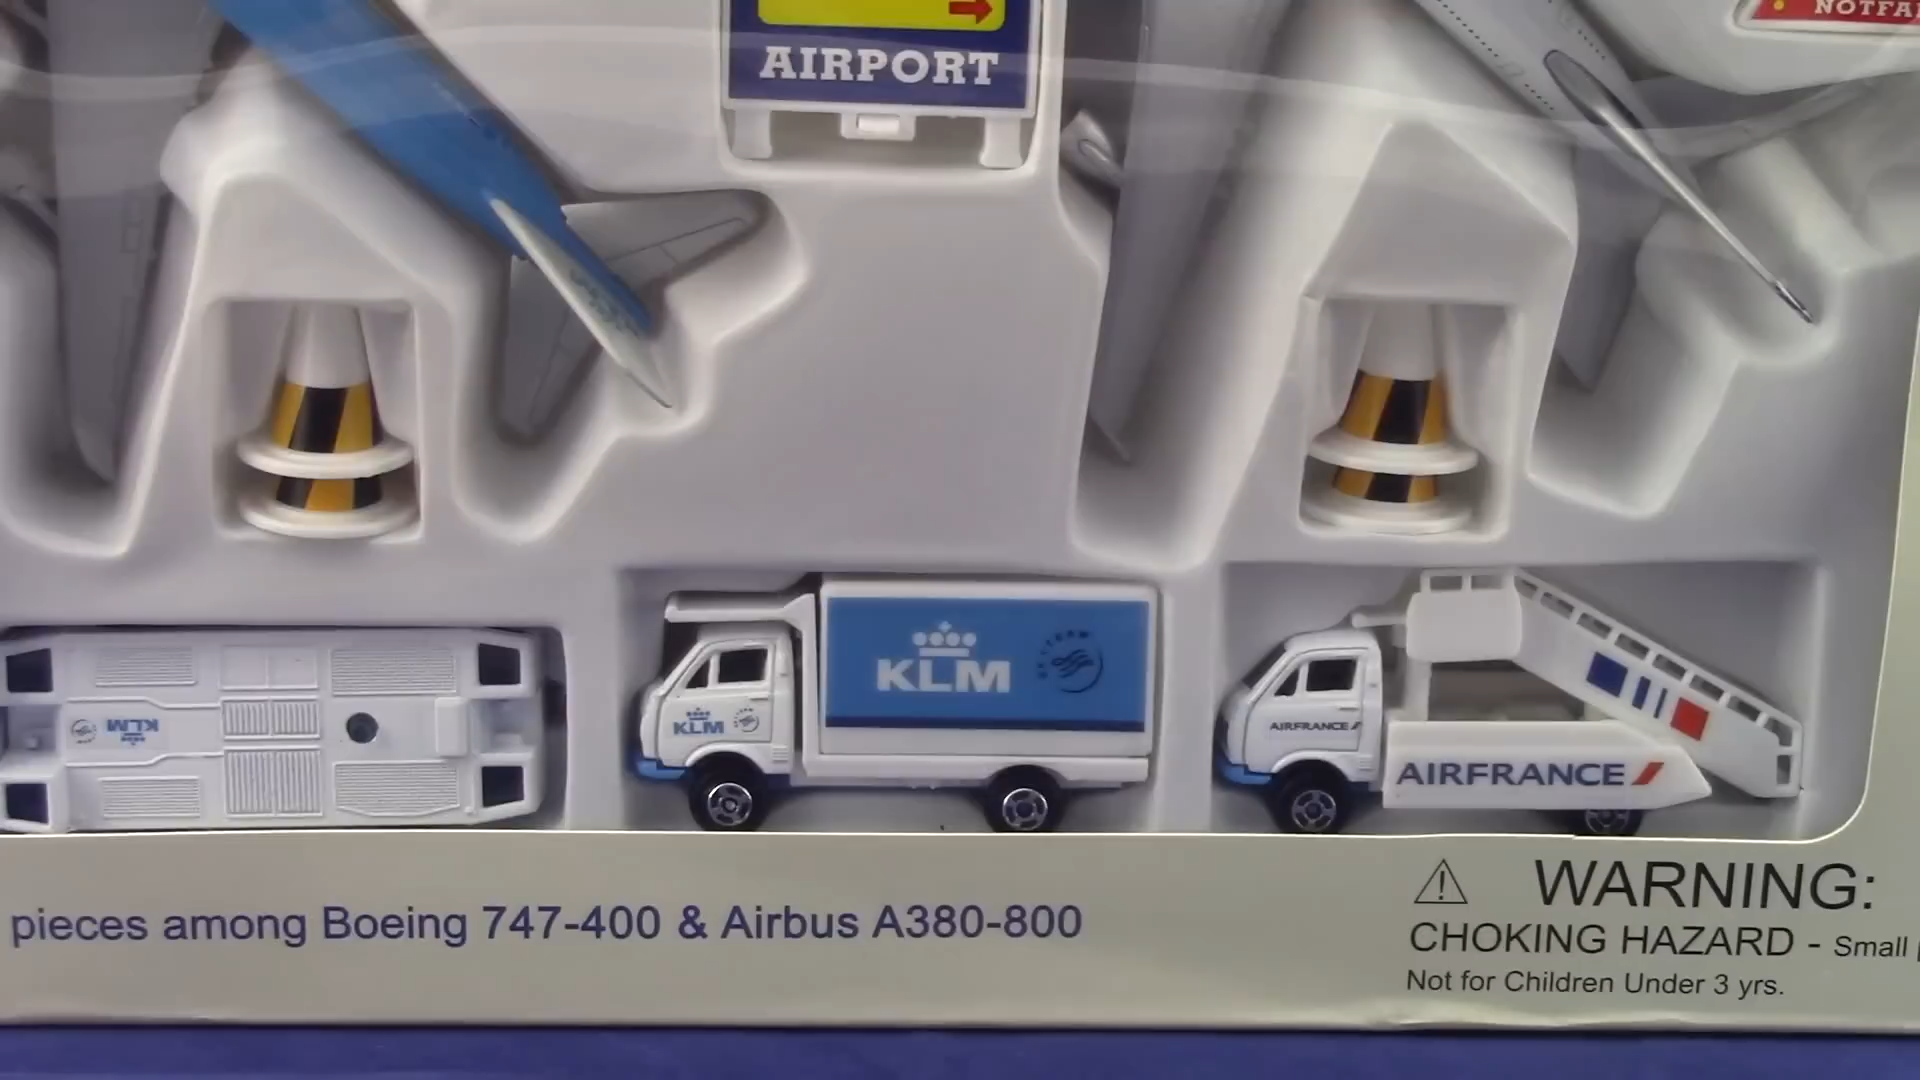 AIRPORT
KLM
KLM
KLM
AIRFRANCE
AIRFRANCE
pieces among Boeing 747-400 & Airbus A380-800
WARNING:
CHOKING HAZARD - Small
Not for Children Under 3 yrs.